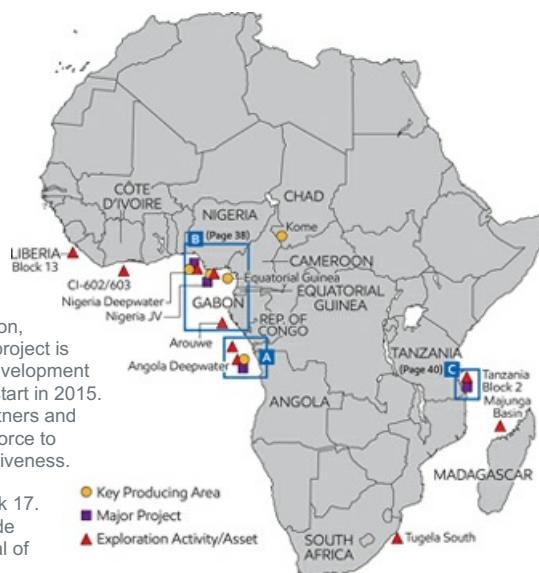 CÔTE
D'IVOIRE
CHAD
NIGERIA
B (Page 38)
Kome
LIBERIA
Block 13
CI-602/603
CAMEROON
Equatorial Guinea
EQUATORIAL
GUINEA
Nigeria Deepwater
Nigeria JV
GABON
REP. OF
CONGO
Arouwe
Angola Deepwater
A
TANZANIA
(Page 40) C
Tanzania
Block 2
Majunga
Basin
ANGOLA
MADAGASCAR
SOUTH
AFRICA
Tugela South
on,
project is
evelopment
start in 2015.
tners and
orce to
tiveness.
k 17.
de
al of
Key Producing Area
Major Project
Exploration Activity/Asset